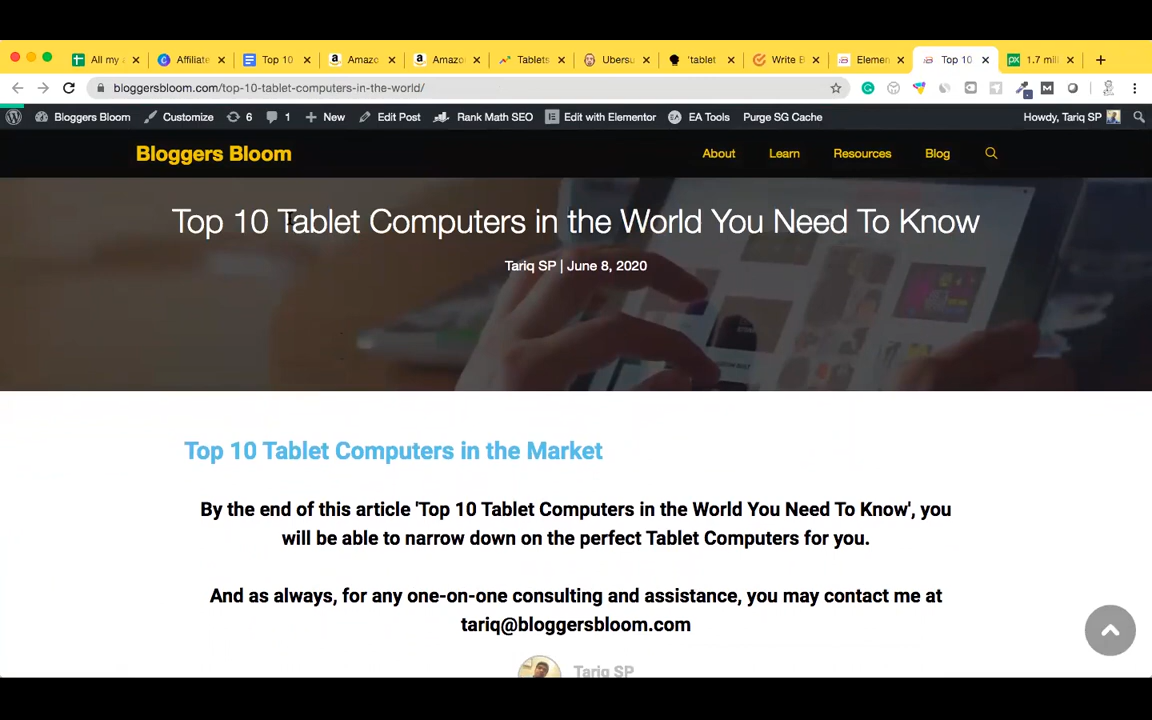 All my
Affiliate
Top 10
Amazo
Amazo
Tablets
Ubersu
'tablet
Write B
Elemen
Top 10
1.7 mil
bloggersbloom.com/top-10-tablet-computers-in-the-world/
Bloggers Bloom
Customize
6
1
New
Edit Post
Rank Math SEO
Edit with Elementor
EA Tools
Purge SG Cache
Howdy, Tariq SP
Bloggers Bloom
About
Learn
Resources
Blog
Top 10 Tablet Computers in the World You Need To Know
Tariq SP | June 8, 2020
Top 10 Tablet Computers in the Market
By the end of this article 'Top 10 Tablet Computers in the World You Need To Know', you
will be able to narrow down on the perfect Tablet Computers for you.
And as always, for any one-on-one consulting and assistance, you may contact me at
tariq@bloggersbloom.com
Tariq SP